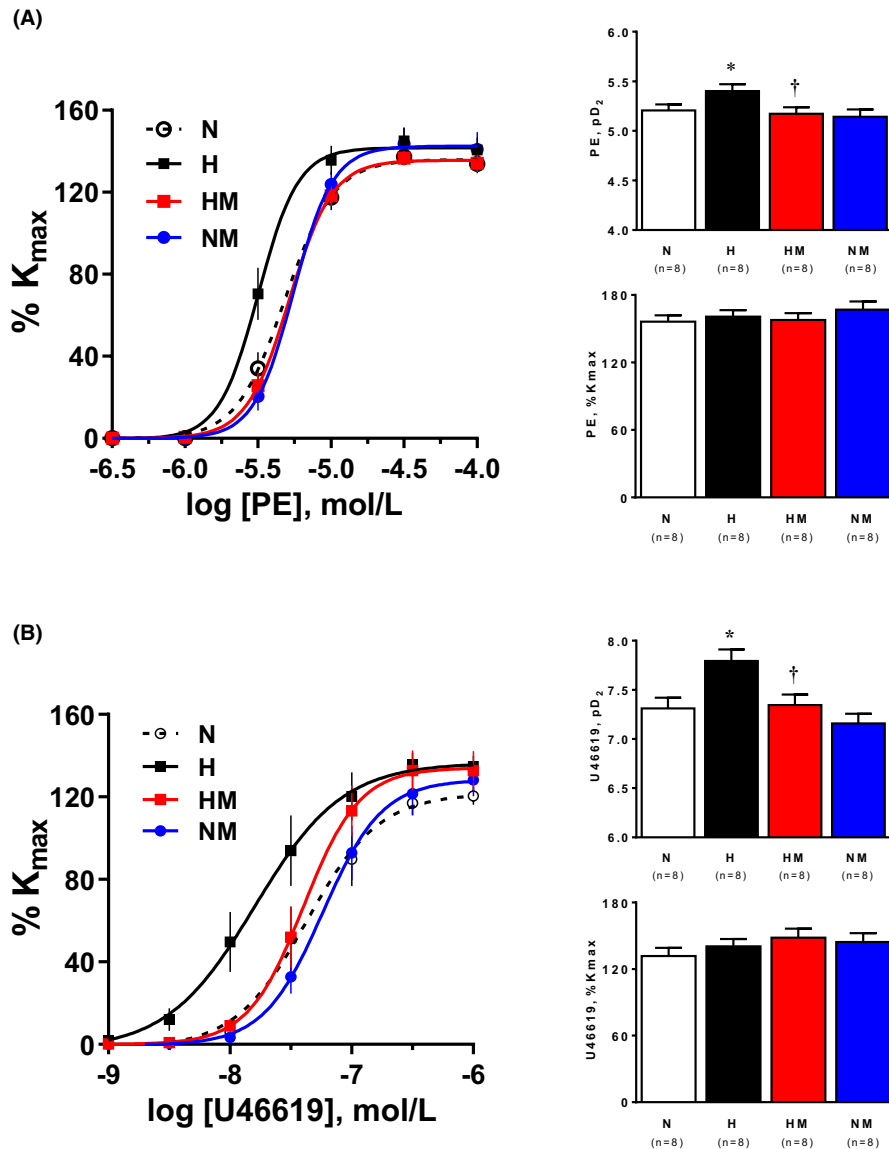 (A)
% Kmax
160
120
80
40
0
N
H
HM
NM
-6.5 -6.0 -5.5 -5.0 -4.5 -4.0
log [PE], mol/L
PE, pD2
6.0
5.5
5.0
4.5
4.0
*
†
N H HM NM
(n=8) (n=8) (n=8) (n=8)
PE, %Kmax
180
120
60
0
N H HM NM
(n=8) (n=8) (n=8) (n=8)
(B)
% Kmax
160
120
80
40
0
N
H
HM
NM
-9 -8 -7 -6
log [U46619], mol/L
U46619, pD2
8.0
7.5
7.0
6.5
6.0
*
†
N H HM NM
(n=8) (n=8) (n=8) (n=8)
U46619, %Kmax
180
120
60
0
N H HM NM
(n=8) (n=8) (n=8) (n=8)